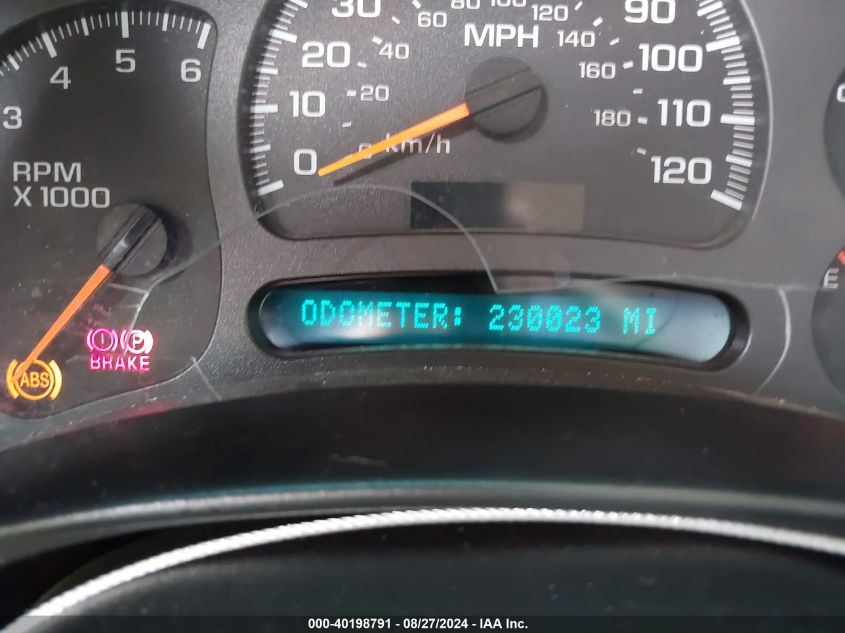 3 4 5 6
RPM
X 1000
0 10 20 30 90 100 110 120
MPH
0 20 40 60 80 100 120 140 160 180
km/h
ODOMETER: 230023 MI
ABS
P
BRAKE
E
000-40198791 - 08/27/2024 - IAA Inc.